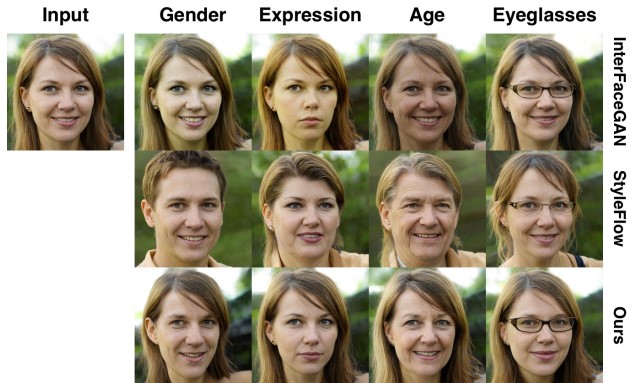 Input Gender Expression Age Eyeglasses
InterFaceGAN
StyleFlow
Ours